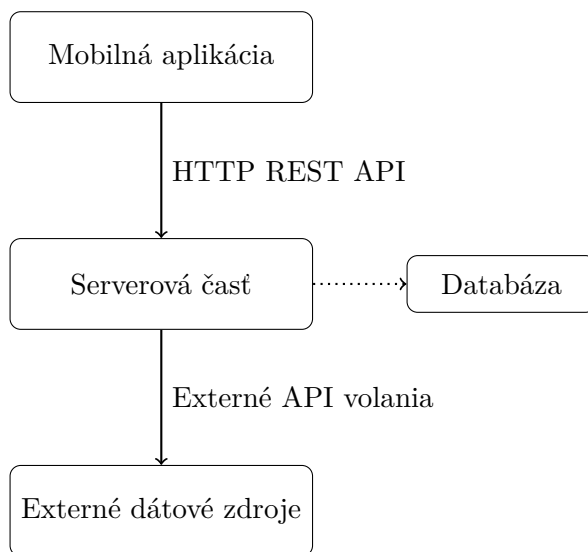 Mobilná aplikácia
HTTP REST API
Serverová časť
Databáza
Externé API volania
Externé dátové zdroje